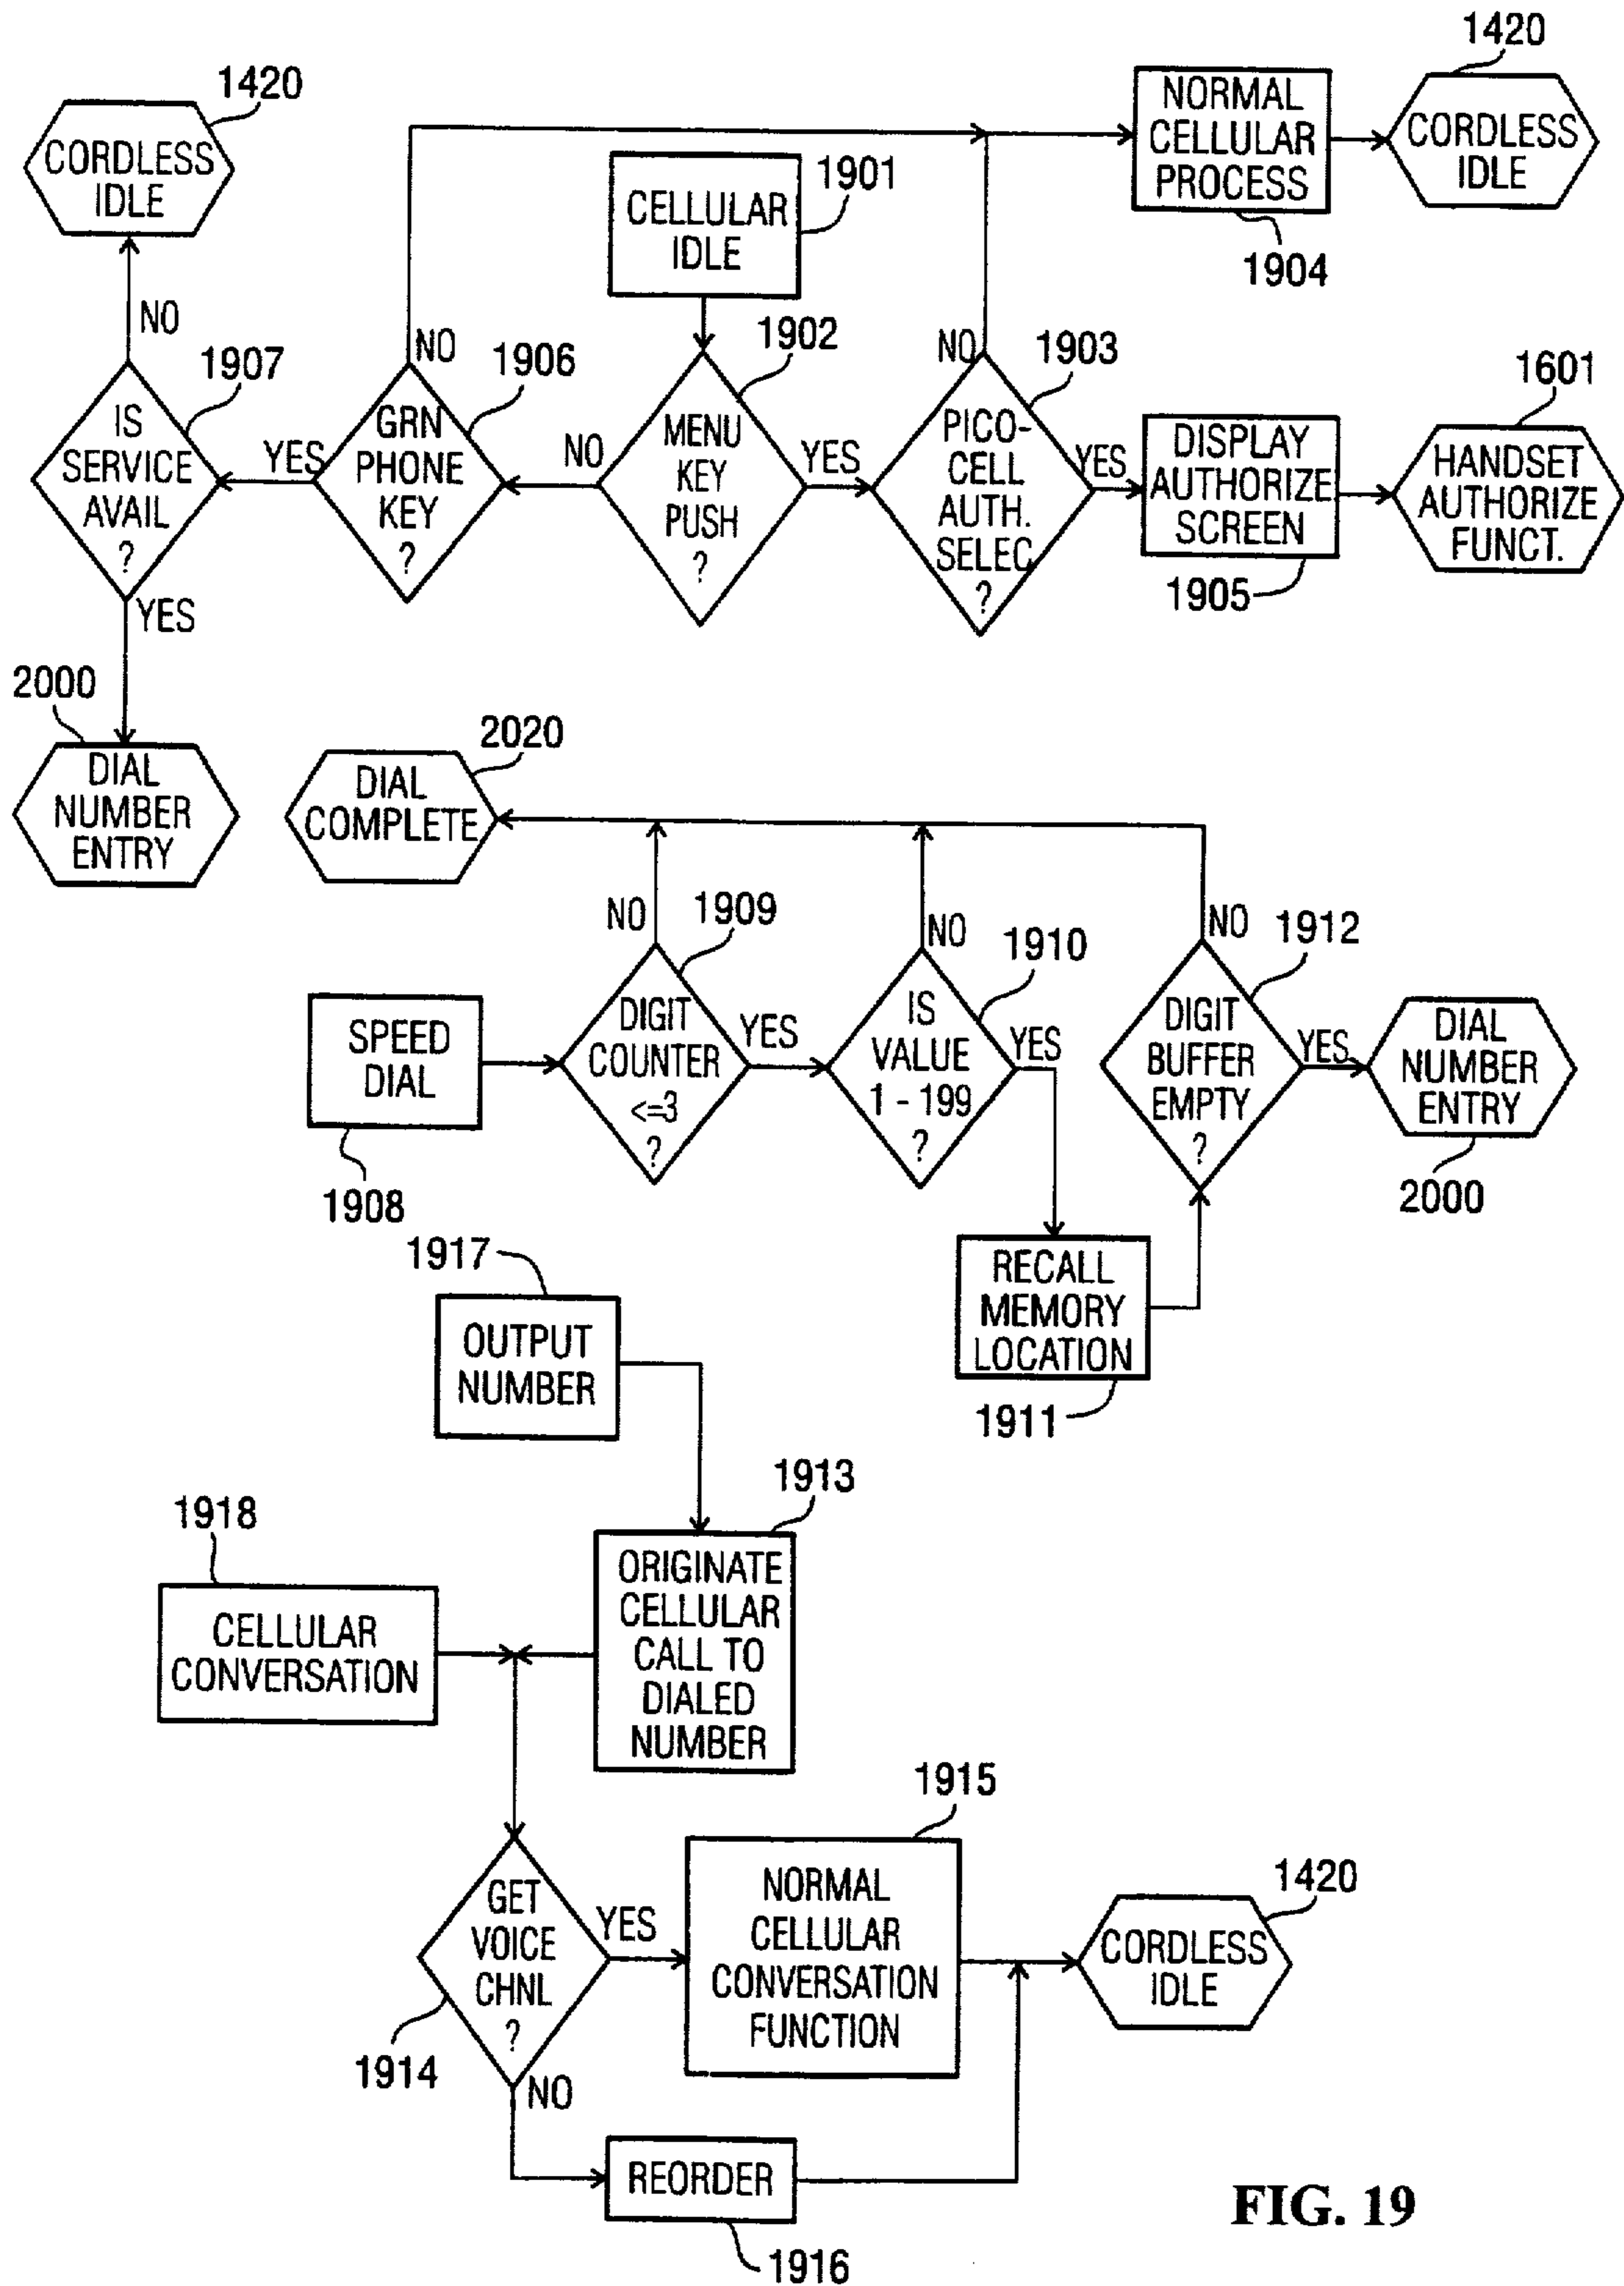 1420
CORDLESS
IDLE
1420
CORDLESS
IDLE
NORMAL
CELLULAR
PROCESS
1904
CELLULAR
IDLE
1901
NO
1907
IS
SERVICE
AVAIL
?
YES
YES
NO
1906
GRN
PHONE
KEY
?
NO
1902
MENU
KEY
PUSH
?
YES
NO
1903
PICO-
CELL
AUTH.
SELEC
?
YES
DISPLAY
AUTHORIZE
SCREEN
1905
1601
HANDSET
AUTHORIZE
FUNCT.
2000
DIAL
NUMBER
ENTRY
2020
DIAL
COMPLETE
SPEED
DIAL
1908
NO
1909
DIGIT
COUNTER
<=3
?
YES
NO
1910
IS
VALUE
1 - 199
?
YES
NO
1912
DIGIT
BUFFER
EMPTY
?
YES
DIAL
NUMBER
ENTRY
2000
RECALL
MEMORY
LOCATION
1911
1917
OUTPUT
NUMBER
1913
ORIGINATE
CELLULAR
CALL TO
DIALED
NUMBER
1918
CELLULAR
CONVERSATION
GET
VOICE
CHNL
?
1914
YES
NO
1915
NORMAL
CELLULAR
CONVERSATION
FUNCTION
1420
CORDLESS
IDLE
REORDER
1916
FIG. 19